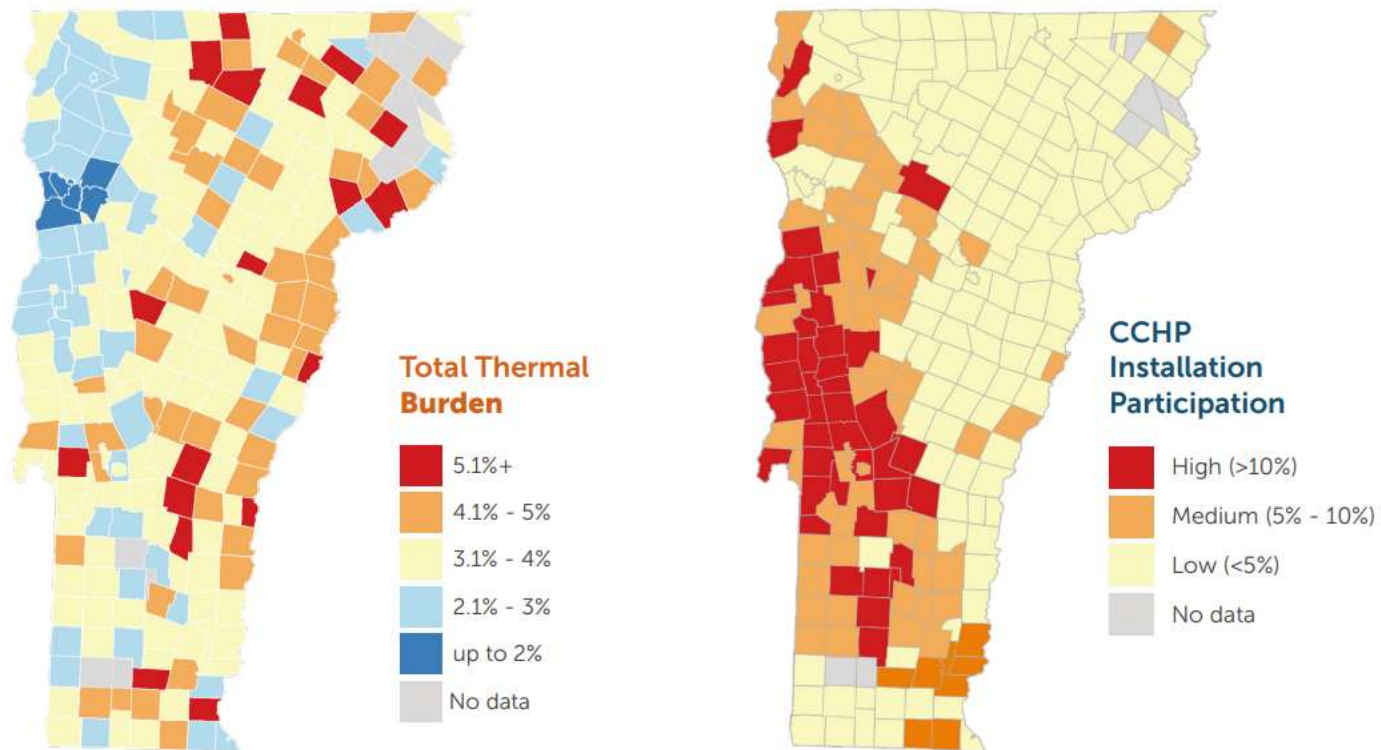 Total Thermal
Burden
5.1%+
4.1% - 5%
3.1% - 4%
2.1% - 3%
up to 2%
No data
CCHP
Installation
Participation
High (>10%)
Medium (5% - 10%)
Low (<5%)
No data